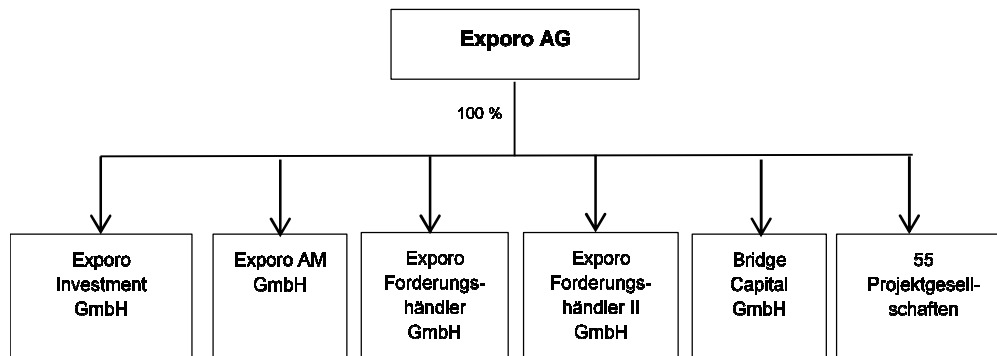 Exporo AG
100 %
Exporo
Investment
GmbH
Exporo AM
GmbH
Exporo
Forderungs-
händler
GmbH
Exporo
Forderungs-
händler II
GmbH
Bridge
Capital
GmbH
55
Projektgesell-
schaften